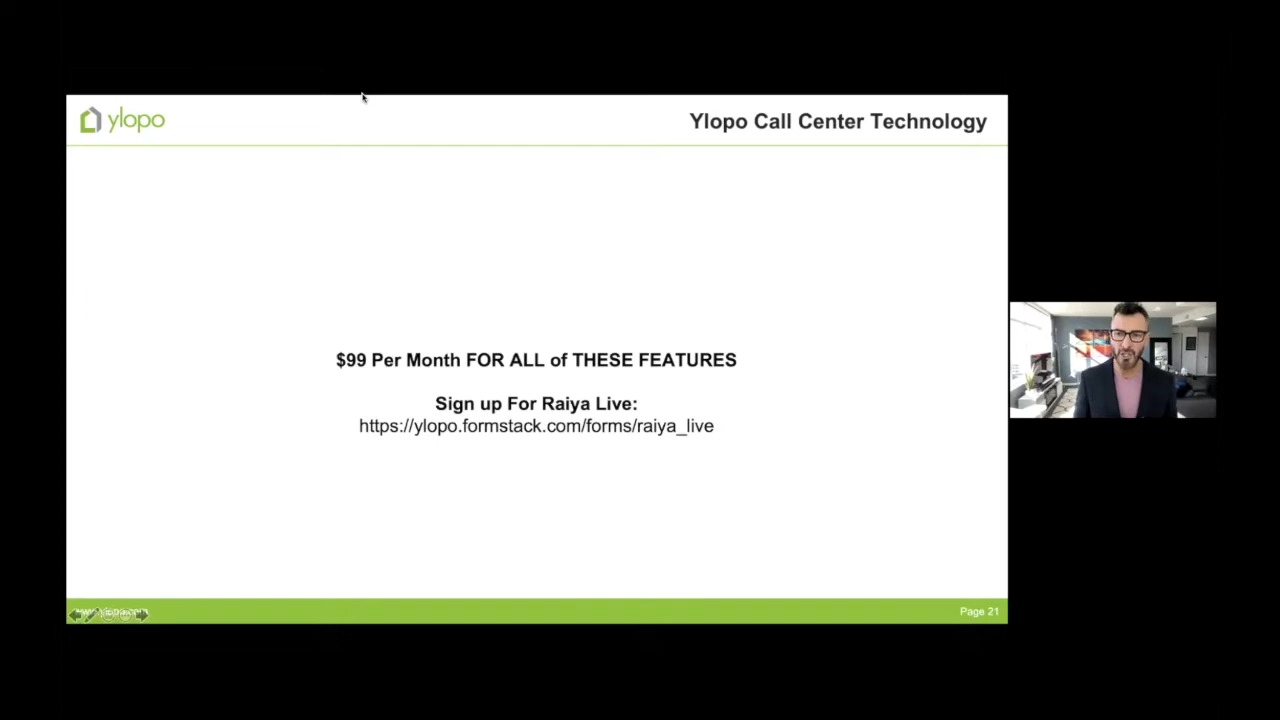 ylopo
Ylopo Call Center Technology
$99 Per Month FOR ALL of THESE FEATURES
Sign up For Raiya Live:
https://ylopo.formstack.com/forms/raiya_live
Page 21